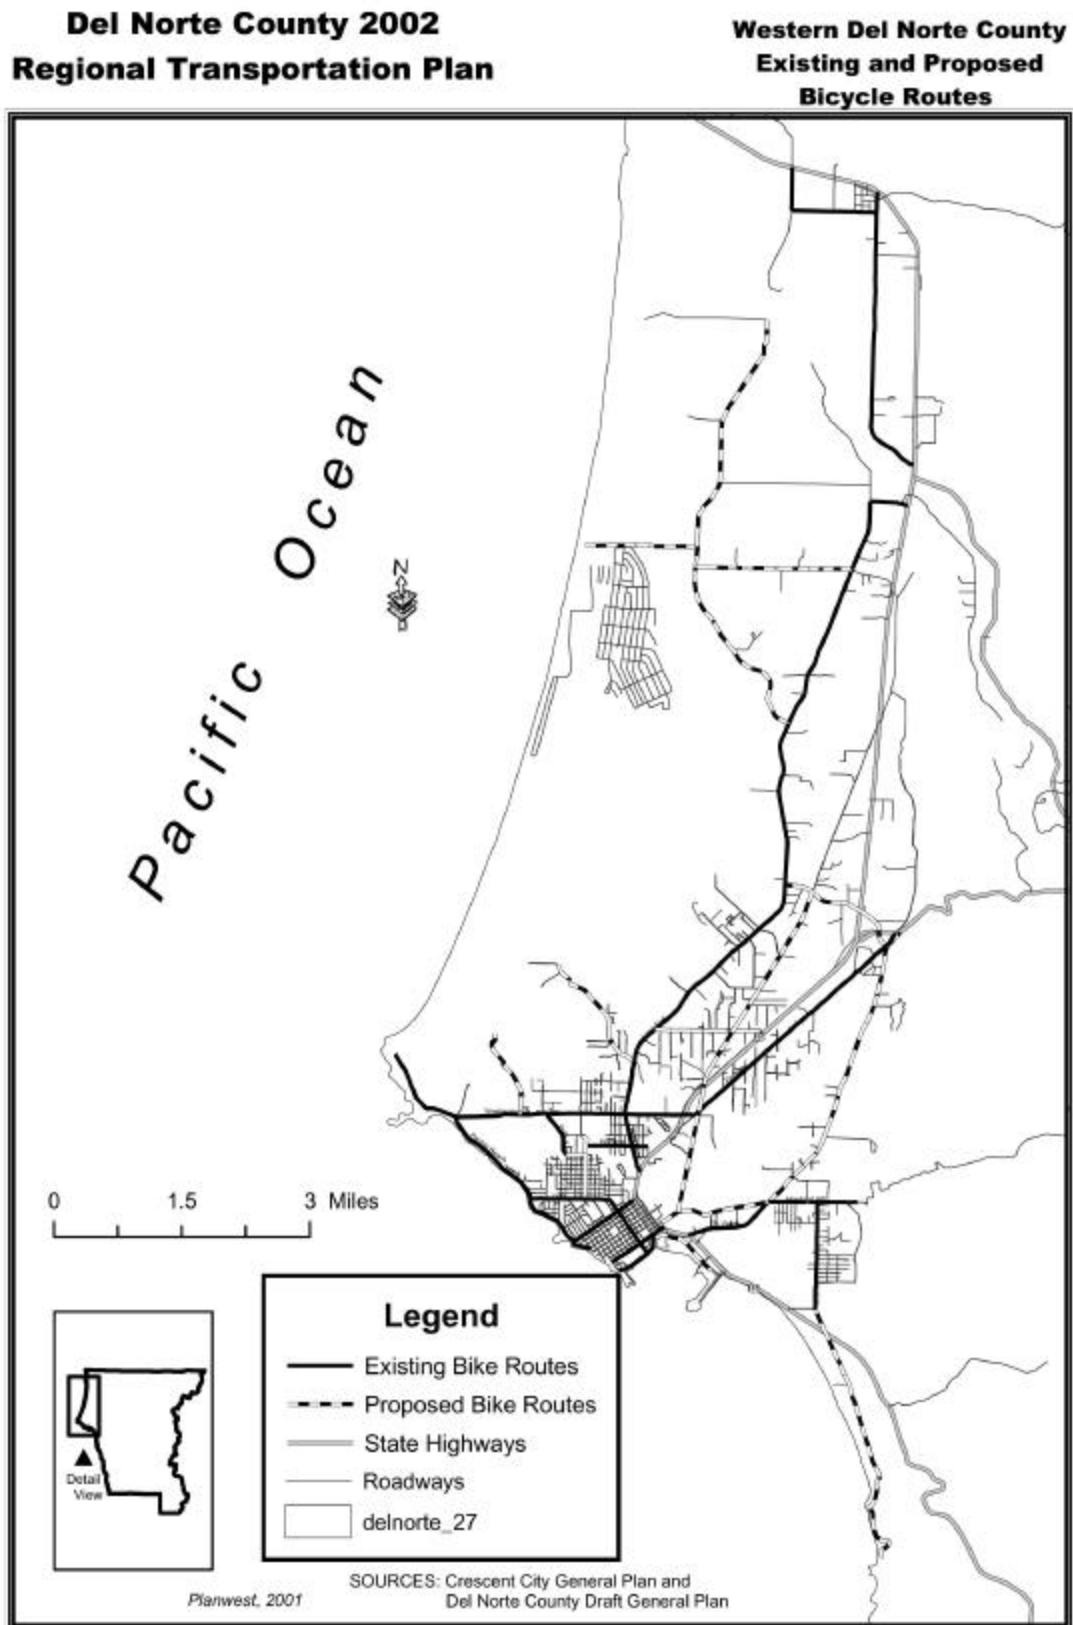 Del Norte County 2002
Regional Transportation Plan
Western Del Norte County
Existing and Proposed
Bicycle Routes
Pacific Ocean
N
0 1.5 3 Miles
Legend
Existing Bike Routes
Proposed Bike Routes
State Highways
Roadways
delnorte_27
Detail
View
Planwest, 2001
SOURCES: Crescent City General Plan and
Del Norte County Draft General Plan